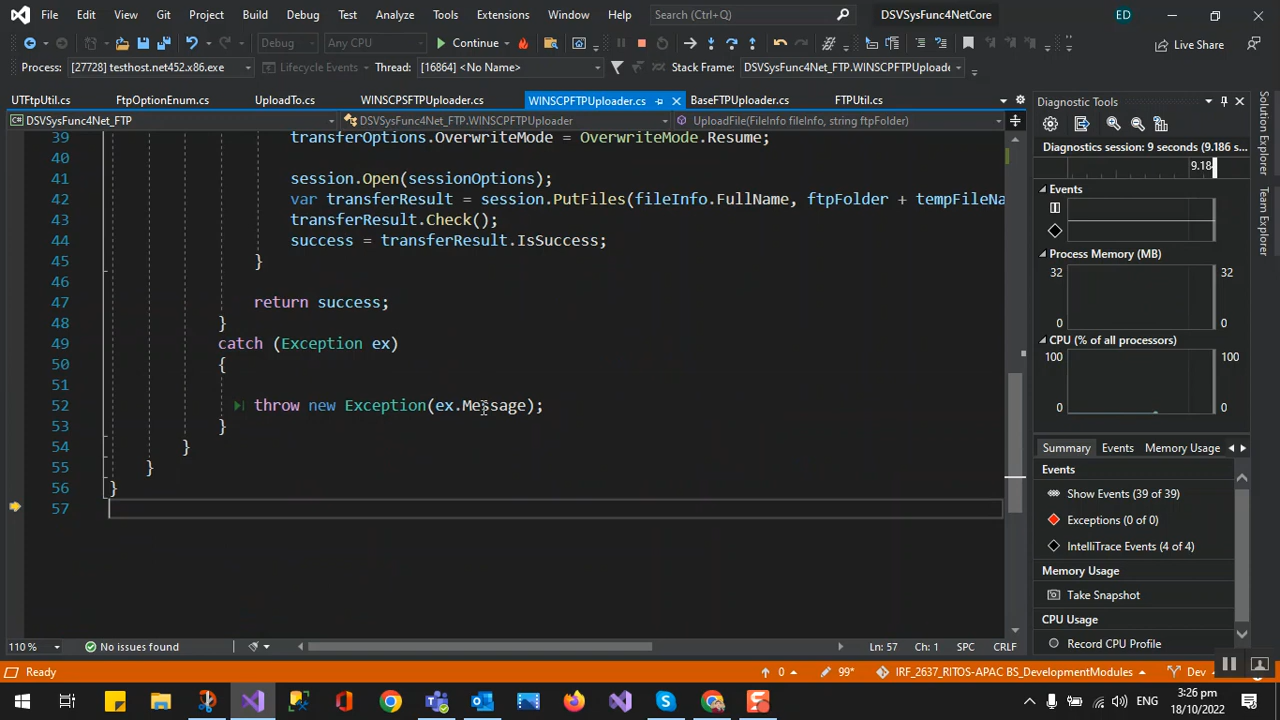 File Edit View Git Project Build Debug Test Analyze Tools Extensions Window Help Search (Ctrl+Q) DSVSysFunc4NetCore ED
Debug Any CPU Continue Live Share
Process: [27728] testhost.net452.x86.exe Lifecycle Events Thread: [16864] <No Name> Stack Frame: DSVSysFunc4Net_FTP.WINSCPFTPUploade
UTFtpUtil.cs FtpOptionEnum.cs UploadTo.cs WINSCPSFTPUploader.cs WINSCPFTPUploader.cs BaseFTPUploader.cs FTPUtil.cs
DSVSysFunc4Net_FTP DSVSysFunc4Net_FTP.WINSCPFTPUploader UploadFile(FileInfo fileInfo, string ftpFolder)
39 transferOptions.OverwriteMode = OverwriteMode.Resume;
40
41 session.Open(sessionOptions);
42 var transferResult = session.PutFiles(fileInfo.FullName, ftpFolder + tempFileNa
43 transferResult.Check();
44 success = transferResult.IsSuccess;
45 }
46
47 return success;
48 }
49 catch (Exception ex)
50 {
51
52 throw new Exception(ex.Message);
53 }
54 }
55 }
56 }
57
110 % No issues found Ln: 57 Ch: 1 SPC CRLF
Diagnostic Tools
Diagnostics session: 9 seconds (9.186 s...
9.18
Events
Process Memory (MB)
32 32
0 0
CPU (% of all processors)
100 100
0 0
Summary Events Memory Usage
Events
Show Events (39 of 39)
Exceptions (0 of 0)
IntelliTrace Events (4 of 4)
Memory Usage
Take Snapshot
CPU Usage
Record CPU Profile
Solution Explorer
Team Explorer
Ready 0 99* IRF_2637_RITOS-APAC BS_DevelopmentModules Dev
ENG 3:26 pm
18/10/2022